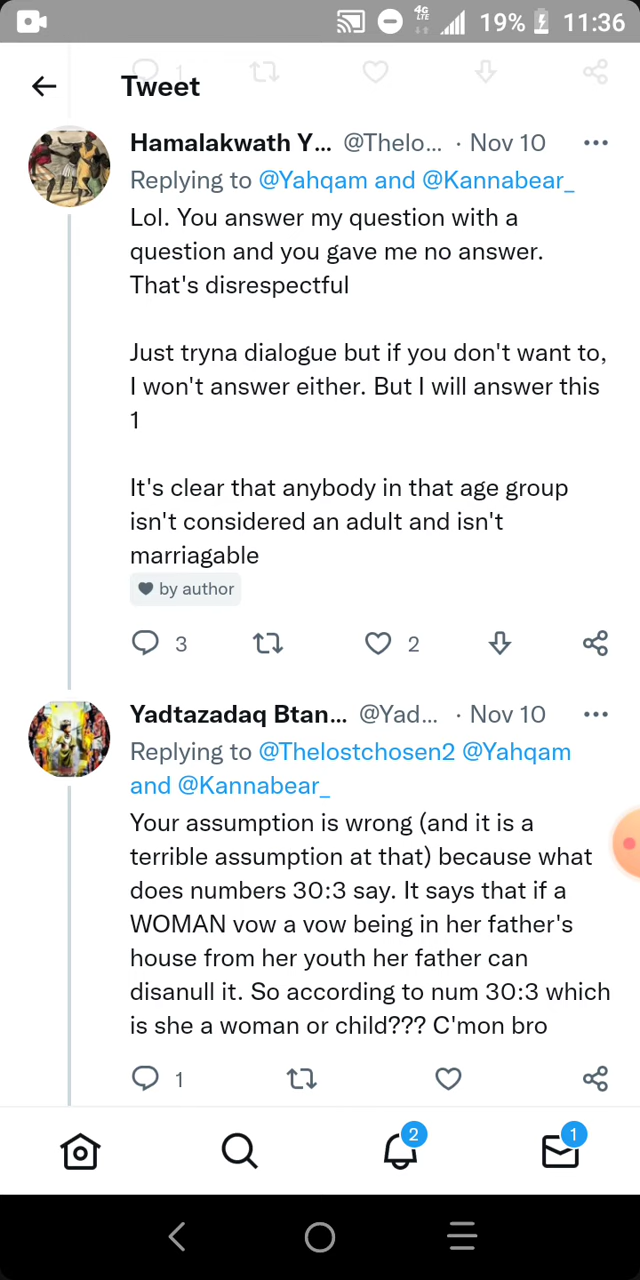 4G
LTE
19%
11:36
1
Tweet
Hamalakwath Y... @Thelo... · Nov 10
Replying to @Yahqam and @Kannabear_
Lol. You answer my question with a
question and you gave me no answer.
That's disrespectful
Just tryna dialogue but if you don't want to,
I won't answer either. But I will answer this
1
It's clear that anybody in that age group
isn't considered an adult and isn't
marriagable
by author
3 2
Yadtazadaq Btan... @Yad... · Nov 10
Replying to @Thelostchosen2 @Yahqam
and @Kannabear_
Your assumption is wrong (and it is a
terrible assumption at that) because what
does numbers 30:3 say. It says that if a
WOMAN vow a vow being in her father's
house from her youth her father can
disanull it. So according to num 30:3 which
is she a woman or child??? C'mon bro
1
2 1